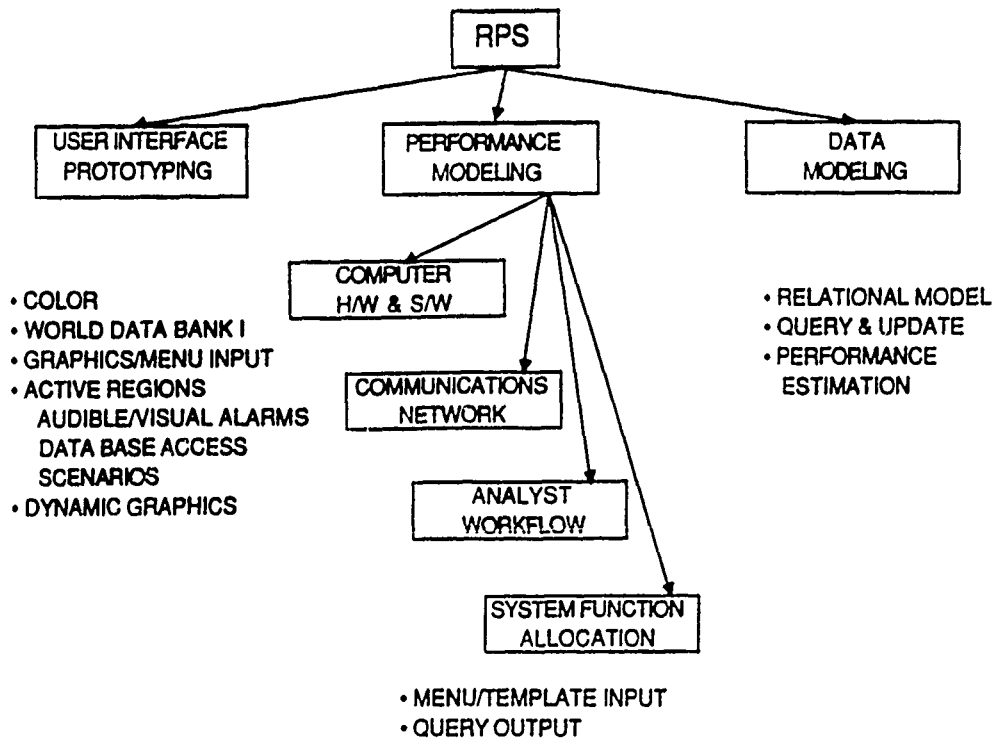 RPS
USER INTERFACE
PROTOTYPING
PERFORMANCE
MODELING
DATA
MODELING
COMPUTER
H/W & S/W
COMMUNICATIONS
NETWORK
ANALYST
WORKFLOW
SYSTEM FUNCTION
ALLOCATION
• COLOR
• WORLD DATA BANK I
• GRAPHICS/MENU INPUT
• ACTIVE REGIONS
AUDIBLE/VISUAL ALARMS
DATA BASE ACCESS
SCENARIOS
• DYNAMIC GRAPHICS
• RELATIONAL MODEL
• QUERY & UPDATE
• PERFORMANCE
ESTIMATION
• MENU/TEMPLATE INPUT
• QUERY OUTPUT